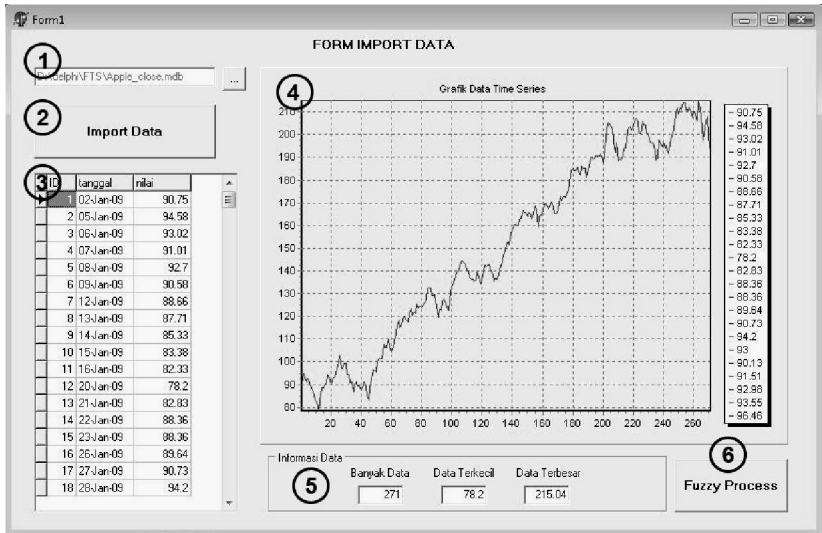 Form1
FORM IMPORT DATA
1
D:\delphi\FTS\Apple_close.mdb
...
2
Import Data
3
ID tanggal nilai
1 02-Jan-09 90.75
2 05-Jan-09 94.58
3 06-Jan-09 93.02
4 07-Jan-09 91.01
5 08-Jan-09 92.7
6 09-Jan-09 90.58
7 12-Jan-09 88.66
8 13-Jan-09 87.71
9 14-Jan-09 85.33
10 15-Jan-09 83.38
11 16-Jan-09 82.33
12 20-Jan-09 78.2
13 21-Jan-09 82.83
14 22-Jan-09 88.36
15 23-Jan-09 88.36
16 26-Jan-09 89.64
17 27-Jan-09 90.73
18 28-Jan-09 94.2
4
Grafik Data Time Series
210
200
190
180
170
160
150
140
130
120
110
100
90
80
20 40 60 80 100 120 140 160 180 200 220 240 260
90.75
94.58
93.02
91.01
92.7
90.58
88.66
87.71
85.33
83.38
82.33
78.2
82.83
88.36
88.36
89.64
90.73
94.2
93
90.13
91.51
92.98
93.55
96.46
Informasi Data
5
Banyak Data Data Terkecil Data Terbesar
271 78.2 215.04
6
Fuzzy Process